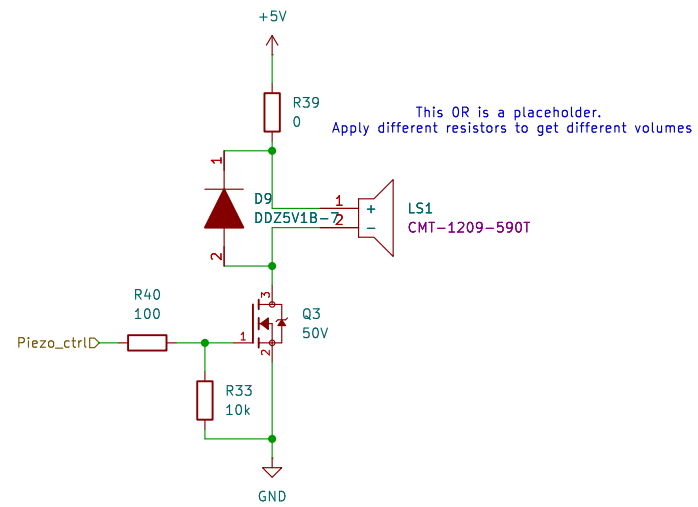 +5V
R39
0
This 0R is a placeholder.
Apply different resistors to get different volumes
1
D9
DDZ5V1B-7
2
1
+
2
−
LS1
CMT-1209-590T
R40
100
3
Q3
50V
Piezo_ctrl
1
2
R33
10k
GND